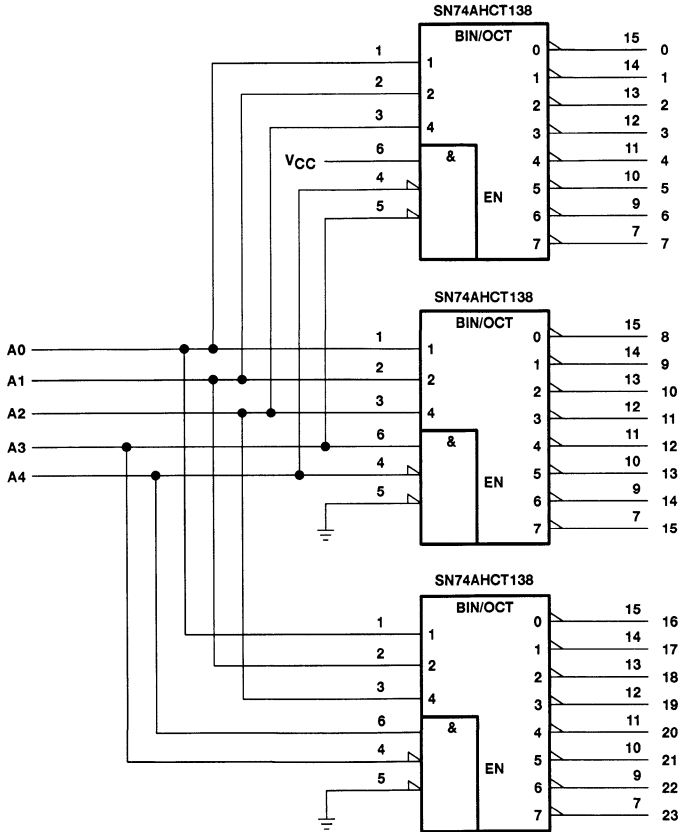 SN74AHCT138
BIN/OCT
1 1 0 15 0
2 2 1 14 1
3 4 2 13 2
3 12 3
VCC 6 & 4 11 4
4 EN 5 10 5
5 6 9 6
7 7 7
SN74AHCT138
BIN/OCT
A0 1 1 0 15 8
A1 2 2 1 14 9
A2 3 4 2 13 10
3 12 11
A3 6 & 4 11 12
A4 4 EN 5 10 13
5 6 9 14
7 7 15
SN74AHCT138
BIN/OCT
1 1 0 15 16
2 2 1 14 17
3 4 2 13 18
3 12 19
6 & 4 11 20
4 EN 5 10 21
5 6 9 22
7 7 23